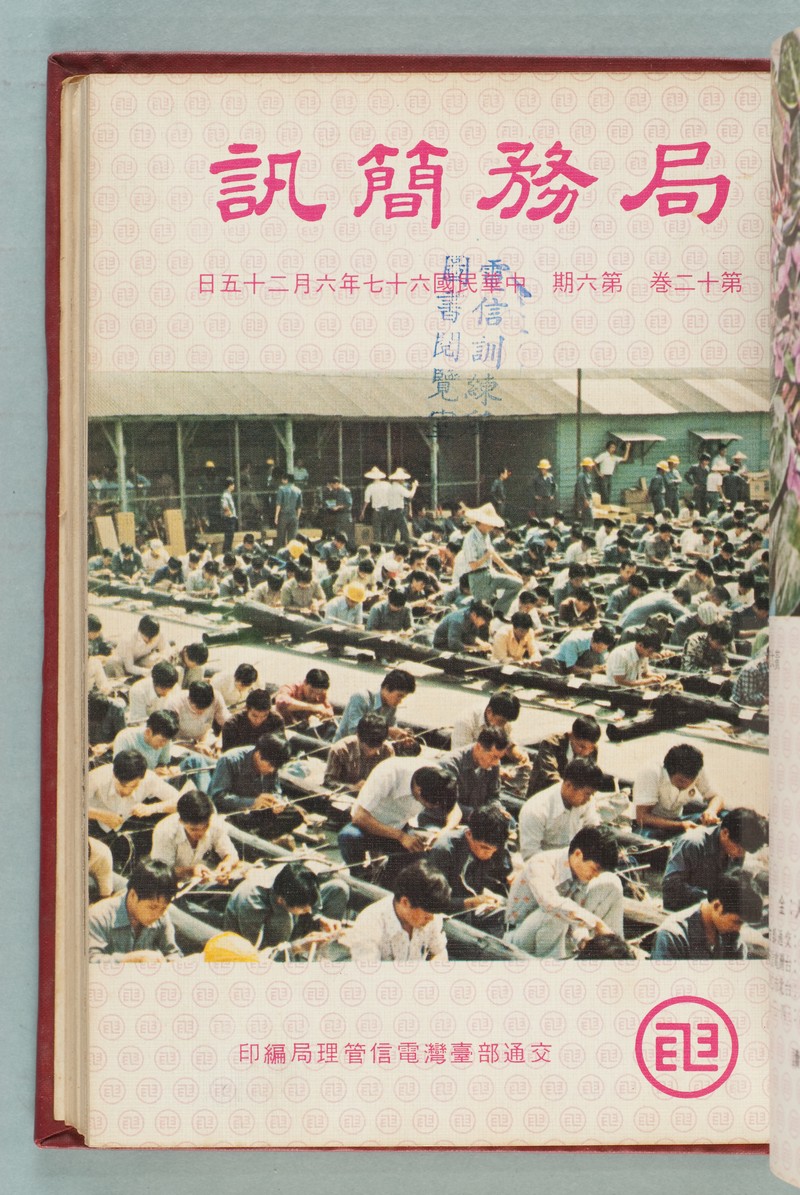 局務簡訊
第十二卷 第六期 中華民國六十七年六月二十五日
電信訓練
圖書閱覽室
交通部臺灣電信管理局編印